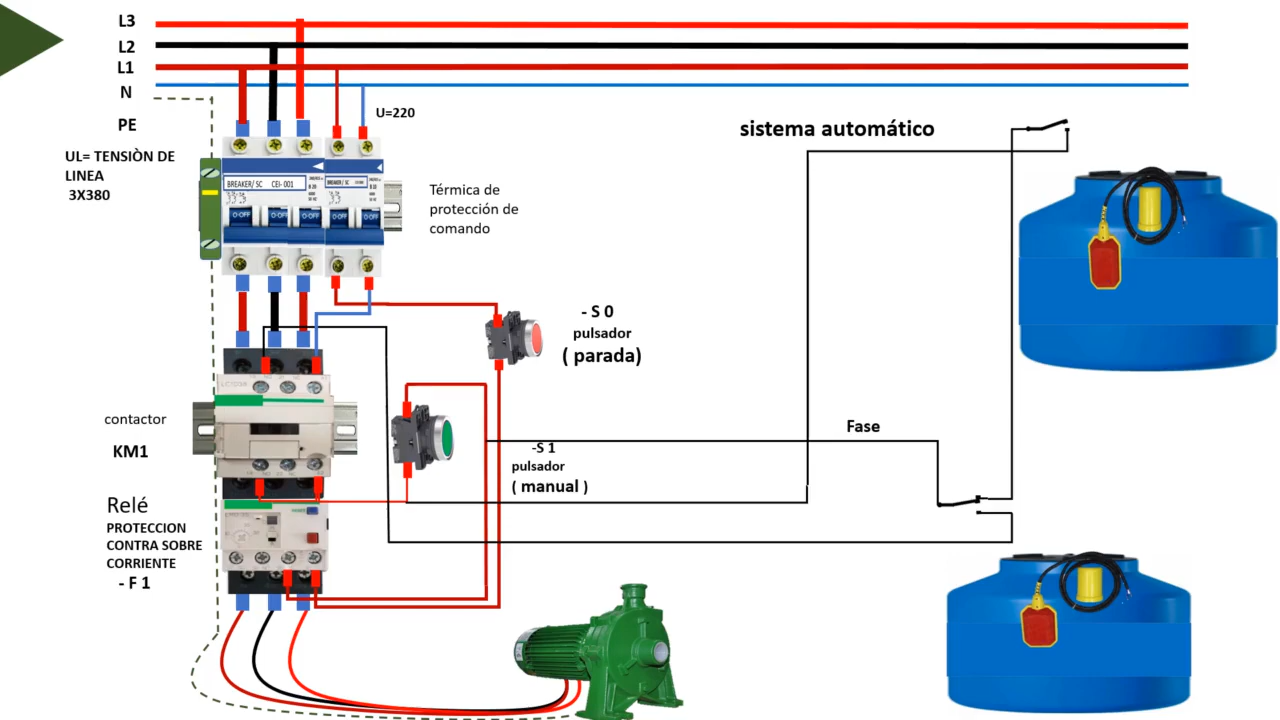 L3
L2
L1
N
PE
U=220
UL= TENSIÒN DE
LINEA
3X380
sistema automático
BREAKER/ SC CEI- 001
BREAKER / SC
O-OFF
O-OFF
O-OFF
O-OFF
O-OFF
Térmica de
protección de
comando
- S 0
pulsador
( parada)
contactor
KM1
Fase
-S 1
pulsador
( manual )
Relé
PROTECCION
CONTRA SOBRE
CORRIENTE
- F 1